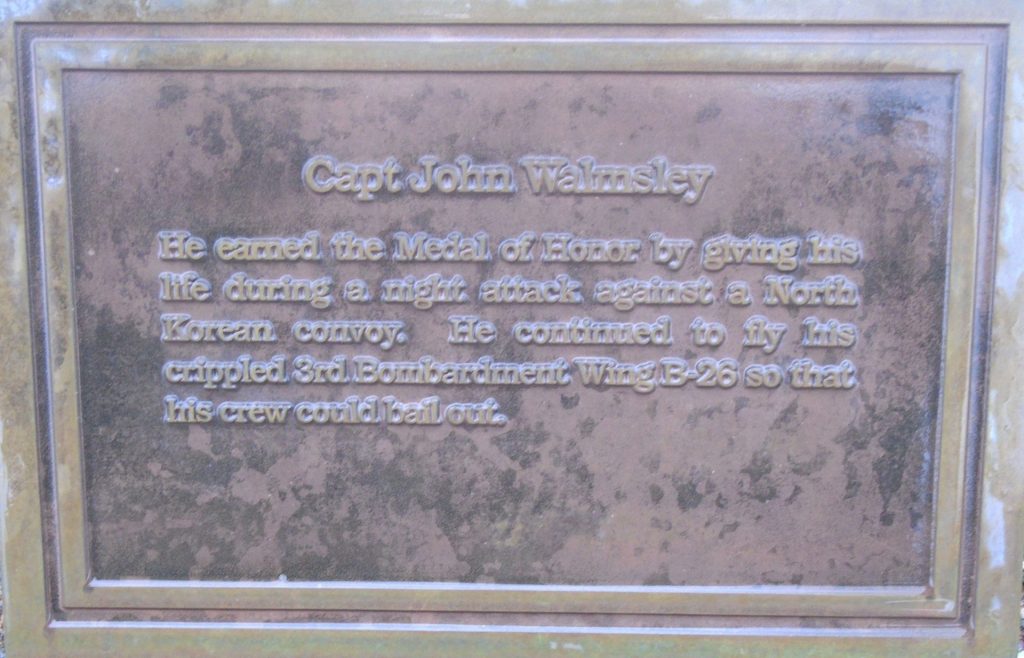 Capt John Walmsley
He earned the Medal of Honor by giving his
life during a night attack against a North
Korean convoy. He continued to fly his
crippled 3rd Bombardment Wing B-26 so that
his crew could bail out.